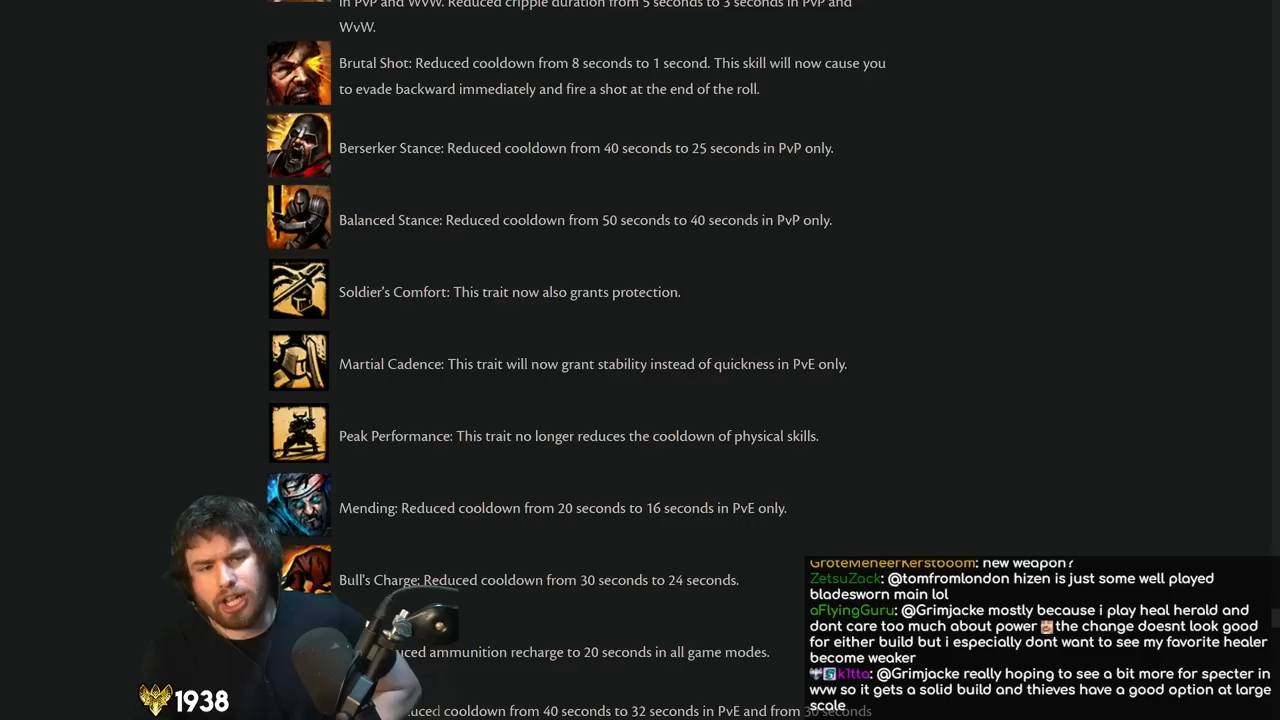 in PvP and WvW. Reduced cripple duration from 5 seconds to 3 seconds in PvP and
WvW.
Brutal Shot: Reduced cooldown from 8 seconds to 1 second. This skill will now cause you
to evade backward immediately and fire a shot at the end of the roll.
Berserker Stance: Reduced cooldown from 40 seconds to 25 seconds in PvP only.
Balanced Stance: Reduced cooldown from 50 seconds to 40 seconds in PvP only.
Soldier's Comfort: This trait now also grants protection.
Martial Cadence: This trait will now grant stability instead of quickness in PvE only.
Peak Performance: This trait no longer reduces the cooldown of physical skills.
Mending: Reduced cooldown from 20 seconds to 16 seconds in PvE only.
Bull's Charge: Reduced cooldown from 30 seconds to 24 seconds.
ammunition recharge to 20 seconds in all game modes.
cooldown from 40 seconds to 32 seconds in PvE and from 30 seconds
GroteMeneerKerstboom: new weapon?
ZetsuZack: @tomfromlondon hizen is just some well played
bladesworn main lol
aFlyingGuru: @Grimjacke mostly because i play heal herald and
dont care too much about power the change doesnt look good
for either build but i especially dont want to see my favorite healer
become weaker
k1tta: @Grimjacke really hoping to see a bit more for specter in
wvw so it gets a solid build and thieves have a good option at large
scale
1938